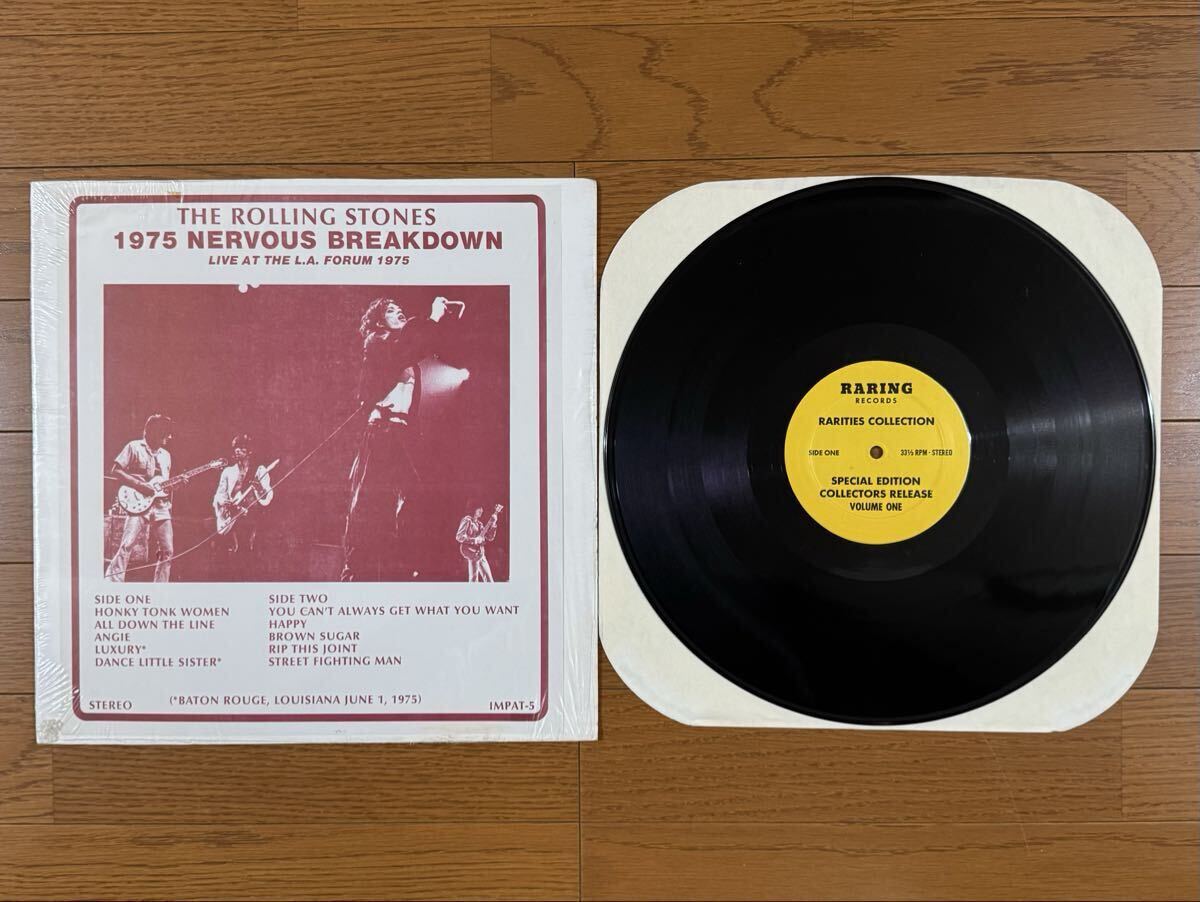 THE ROLLING STONES
1975 NERVOUS BREAKDOWN
LIVE AT THE L.A. FORUM 1975
SIDE ONE
HONKY TONK WOMEN
ALL DOWN THE LINE
ANGIE
LUXURY*
DANCE LITTLE SISTER*
SIDE TWO
YOU CAN'T ALWAYS GET WHAT YOU WANT
HAPPY
BROWN SUGAR
RIP THIS JOINT
STREET FIGHTING MAN
STEREO
(*BATON ROUGE, LOUISIANA JUNE 1, 1975)
IMPAT-5
RARING
RECORDS
RARITIES COLLECTION
SIDE ONE
33⅓ RPM - STEREO
SPECIAL EDITION
COLLECTORS RELEASE
VOLUME ONE